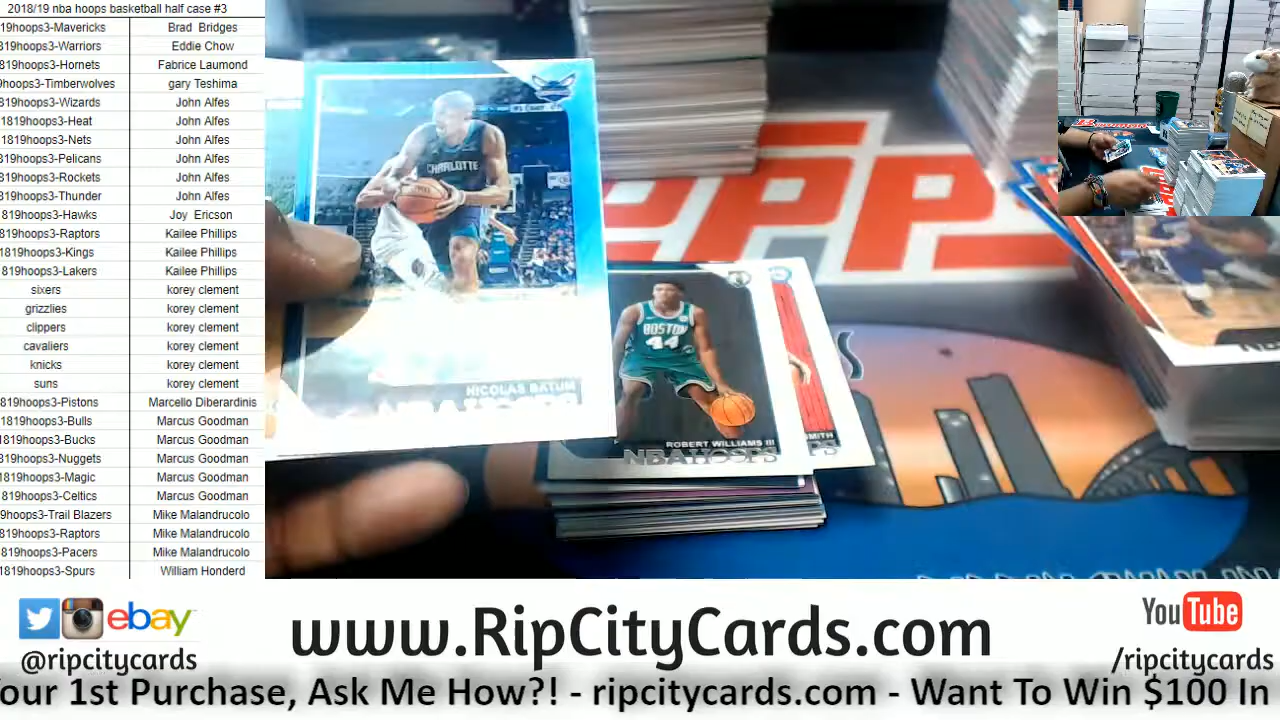 2018/19 nba hoops basketball half case #3
19hoops3-Mavericks Brad Bridges
819hoops3-Warriors Eddie Chow
819hoops3-Hornets Fabrice Laumond
9hoops3-Timberwolves gary Teshima
819hoops3-Wizards John Alfes
1819hoops3-Heat John Alfes
1819hoops3-Nets John Alfes
819hoops3-Pelicans John Alfes
819hoops3-Rockets John Alfes
819hoops3-Thunder John Alfes
819hoops3-Hawks Joy Ericson
819hoops3-Raptors Kailee Phillips
1819hoops3-Kings Kailee Phillips
819hoops3-Lakers Kailee Phillips
sixers korey clement
grizzlies korey clement
clippers korey clement
cavaliers korey clement
knicks korey clement
suns korey clement
819hoops3-Pistons Marcello Diberardinis
1819hoops3-Bulls Marcus Goodman
1819hoops3-Bucks Marcus Goodman
819hoops3-Nuggets Marcus Goodman
1819hoops3-Magic Marcus Goodman
819hoops3-Celtics Marcus Goodman
9hoops3-Trail Blazers Mike Malandrucolo
819hoops3-Raptors Mike Malandrucolo
819hoops3-Pacers Mike Malandrucolo
1819hoops3-Spurs William Honderd
CHARLOTTE
NICOLAS BATUM
BOSTON
44
ROBERT WILLIAMS III
NBA HOOPS
SMITH
ebay
@ripcitycards
www.RipCityCards.com
YouTube
/ripcitycards
Your 1st Purchase, Ask Me How?! - ripcitycards.com - Want To Win $100 In